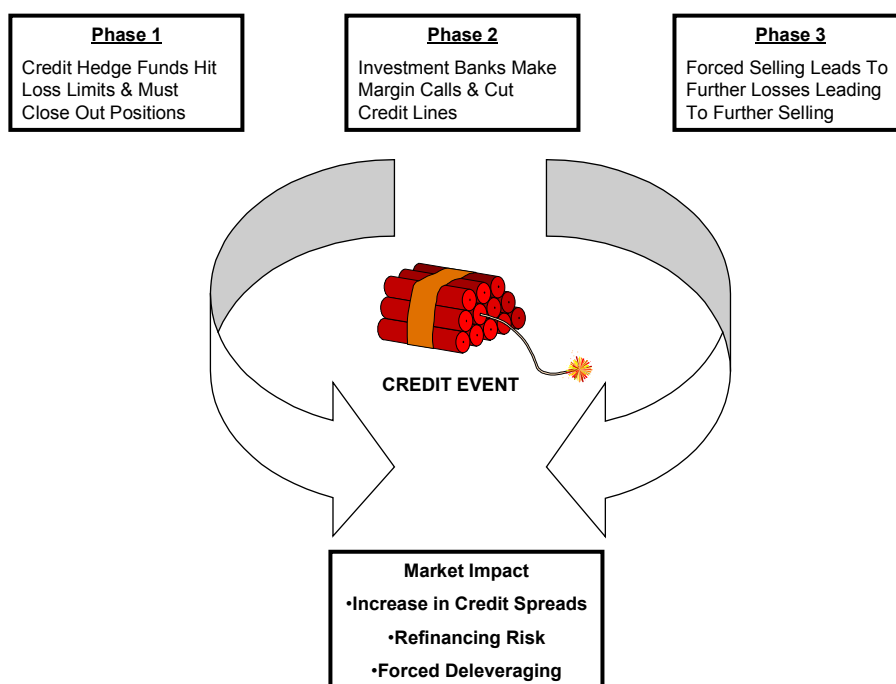 Phase 1
Credit Hedge Funds Hit
Loss Limits & Must
Close Out Positions
Phase 2
Investment Banks Make
Margin Calls & Cut
Credit Lines
Phase 3
Forced Selling Leads To
Further Losses Leading
To Further Selling
CREDIT EVENT
Market Impact
•Increase in Credit Spreads
•Refinancing Risk
•Forced Deleveraging